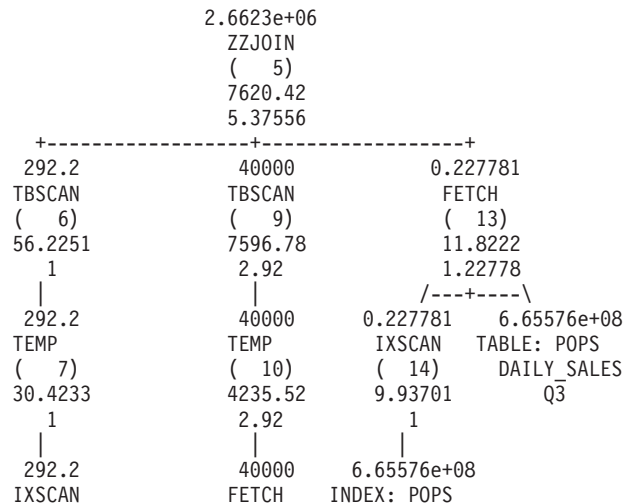 2.6623e+06
ZZJOIN
( 5)
7620.42
5.37556
+------------------+------------------+
292.2 40000 0.227781
TBSCAN TBSCAN FETCH
( 6) ( 9) ( 13)
56.2251 7596.78 11.8222
1 2.92 1.22778
| | /---+----\
292.2 40000 0.227781 6.65576e+08
TEMP TEMP IXSCAN TABLE: POPS
( 7) ( 10) ( 14) DAILY_SALES
30.4233 4235.52 9.93701 Q3
1 2.92 1
| | |
292.2 40000 6.65576e+08
IXSCAN FETCH INDEX: POPS